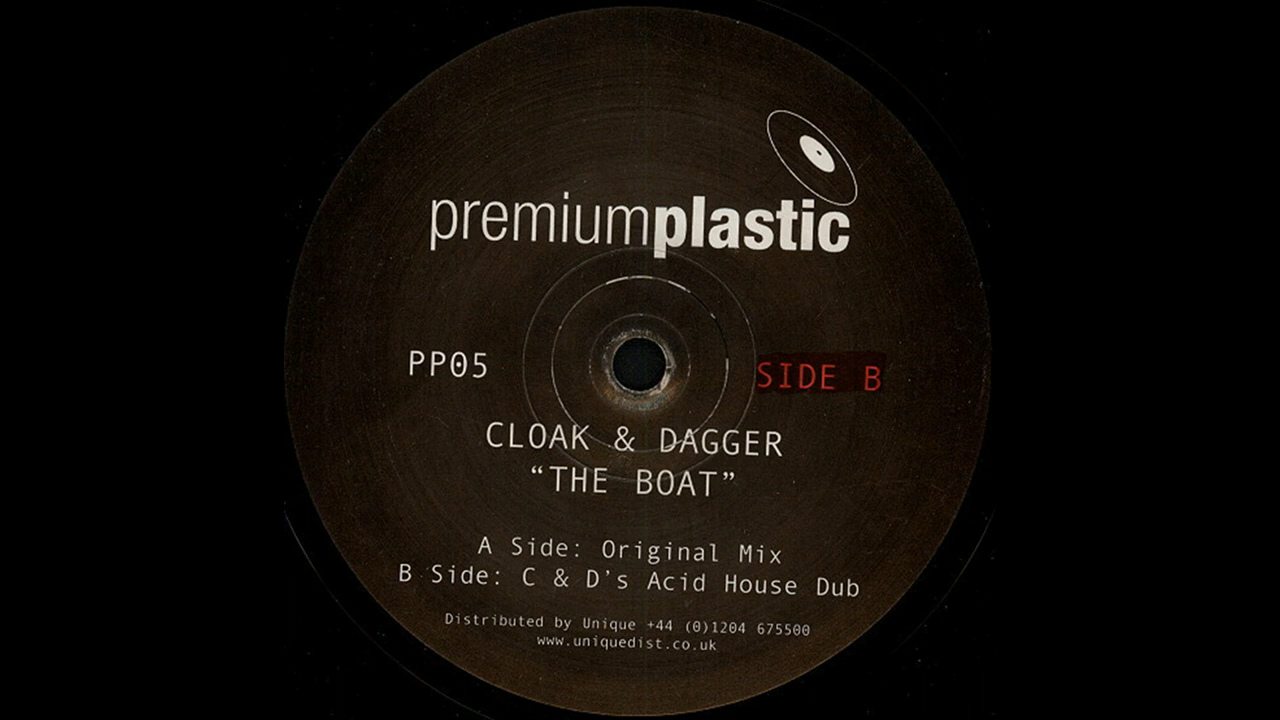 premiumplastic
PP05
SIDE B
CLOAK & DAGGER
“THE BOAT”
A Side: Original Mix
B Side: C & D’s Acid House Dub
Distributed by Unique +44 (0)1204 675500
www.uniquedist.co.uk